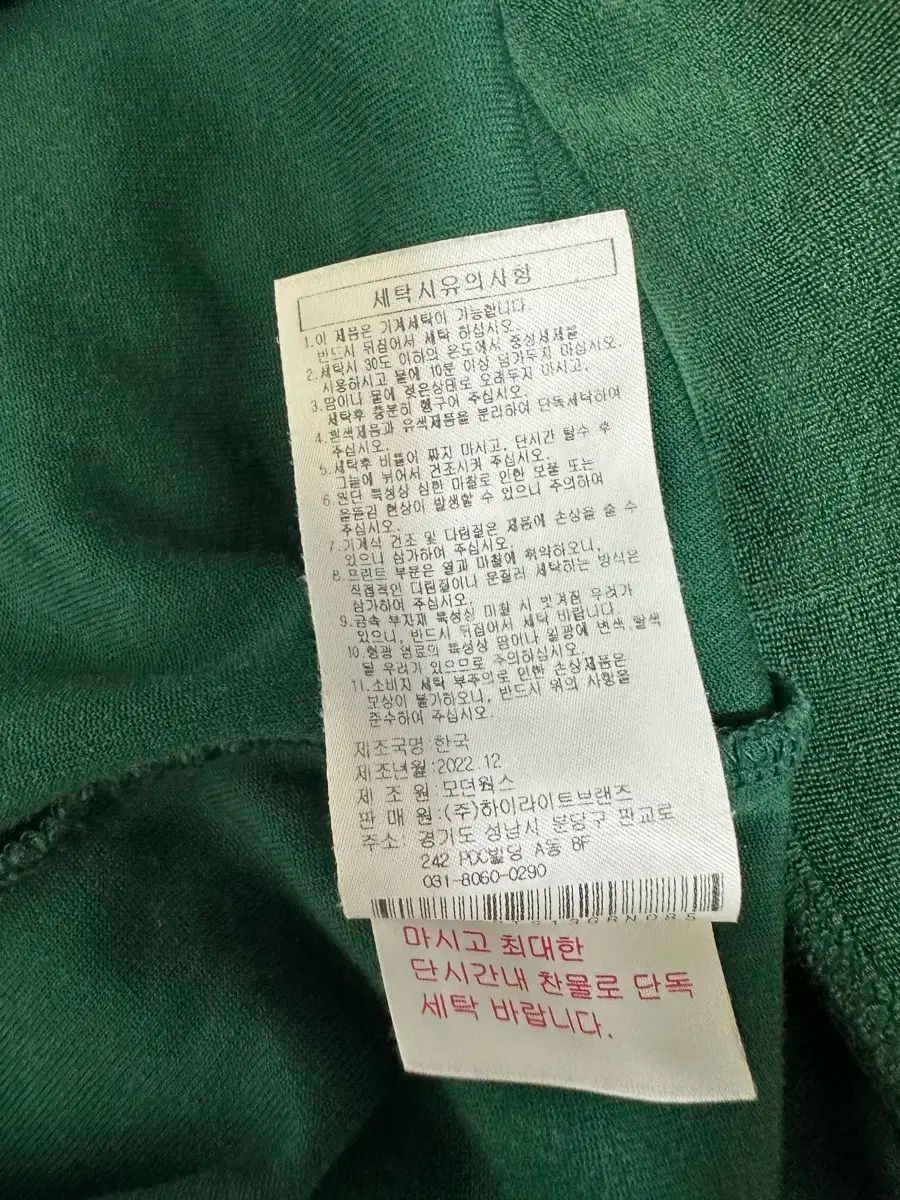 세탁시유의사항
1.이 제품은 기계세탁이 가능합니다.
반드시 뒤집어서 세탁 하십시오.
2.세탁시 30도 이하의 온도에서 중성세제를
사용하시고 물에 10분 이상 담가두지 마십시오.
3.땀이나 물에 젖은상태로 오래두지 마시고,
세탁후 충분히 헹구어 주십시오.
4.흰색제품과 유색제품을 분리하여 단독세탁하여
주십시오.
5.세탁후 비틀어 짜지 마시고, 단시간 탈수 후
그늘에 뉘어서 건조시켜 주십시오.
6.원단 특성상 심한 마찰로 인한 보풀 또는
올뜯김 현상이 발생할 수 있으니 주의하여
주십시오.
7.기계식 건조 및 다림질은 제품에 손상을 줄 수
있으니 삼가하여 주십시오.
8.프린트 부분은 열과 마찰에 취약하오니,
직접적인 다림질이나 문질러 세탁하는 방식은
삼가하여 주십시오.
9.금속 부자재 특성상 마찰 시 벗겨짐 우려가
있으니, 반드시 뒤집어서 세탁 바랍니다.
10.형광 염료의 특성상 땀이나 일광에 변색 탈색
될 우려가 있으므로 주의하십시오.
11.소비자 세탁 부주의로 인한 손상제품은
보상이 불가하오니, 반드시 위의 사항을
준수하여 주십시오.
제조국명:한국
제조년월:2022.12
제 조 원:모던웍스
판 매 원:(주)하이라이트브랜즈
주소: 경기도 성남시 분당구 판교로
242 PDC빌딩 A동 8F
031-8060-0290
마시고 최대한
단시간내 찬물로 단독
세탁 바랍니다.